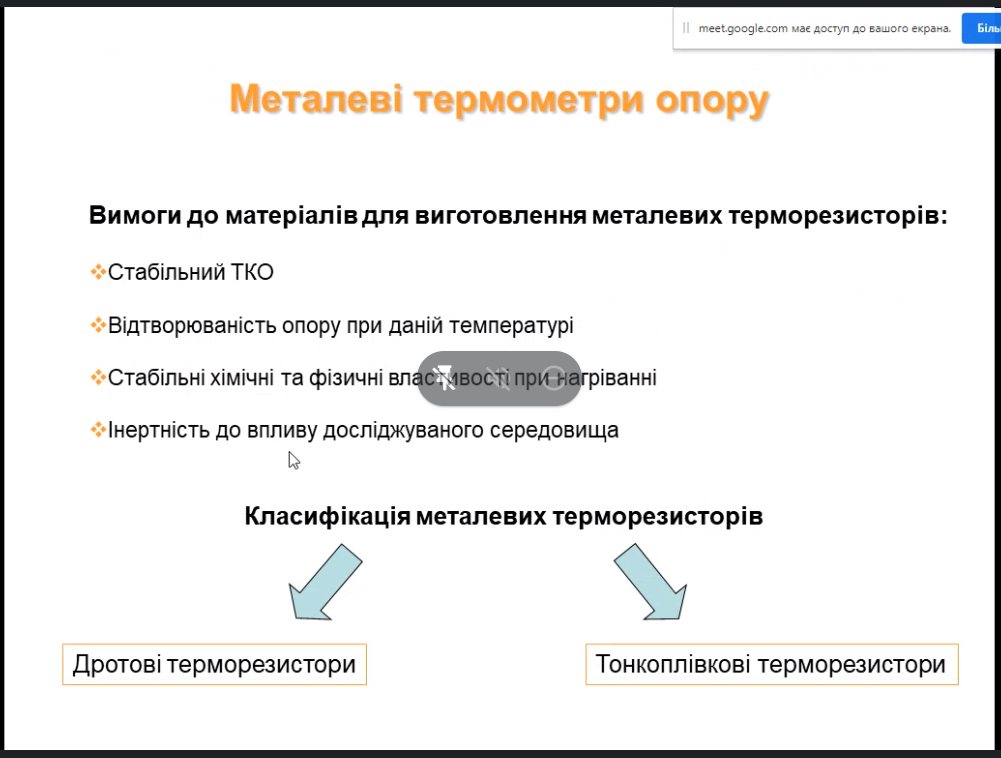 meet.google.com має доступ до вашого екрана.
Металеві термометри опору
Вимоги до матеріалів для виготовлення металевих терморезисторів:
Стабільний ТКО
Відтворюваність опору при даній температурі
Стабільні хімічні та фізичні властивості при нагріванні
Інертність до впливу досліджуваного середовища
Класифікація металевих терморезисторів
Дротові терморезистори
Тонкоплівкові терморезистори